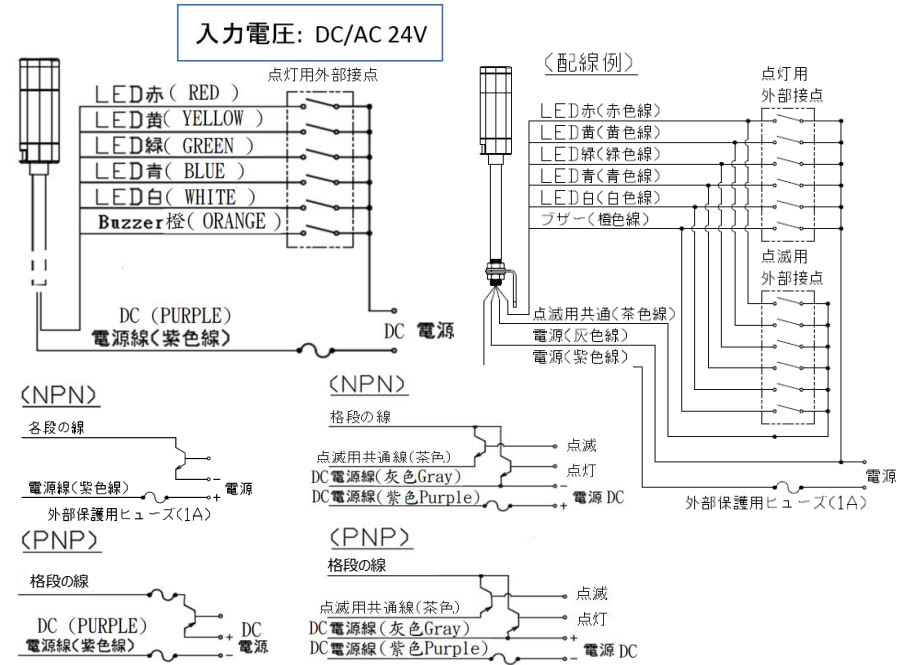 入力電圧: DC/AC 24V
点灯用外部接点
LED赤( RED )
LED黄( YELLOW )
LED緑( GREEN )
LED青( BLUE )
LED白( WHITE )
Buzzer橙( ORANGE )
DC (PURPLE)
電源線(紫色線)
DC 電源
(配線例)
点灯用
外部接点
LED赤(赤色線)
LED黄(黄色線)
LED緑(緑色線)
LED青(青色線)
LED白(白色線)
ブザー(橙色線)
点滅用
外部接点
点滅用共通(茶色線)
電源(灰色線)
電源(紫色線)
電源
外部保護用ヒューズ(1A)
(NPN)
各段の線
電源線(紫色線)
- 
+
電源
外部保護用ヒューズ(1A)
(NPN)
格段の線
点滅用共通線(茶色)
DC電源線(灰色Gray)
DC電源線(紫色Purple)
点滅
点灯
-
+
電源 DC
(PNP)
格段の線
DC (PURPLE)
電源線(紫色線)
+
-
DC
電源
(PNP)
格段の線
点滅用共通線(茶色)
DC電源線(灰色Gray)
DC電源線(紫色Purple)
点滅
点灯
+
-
電源 DC